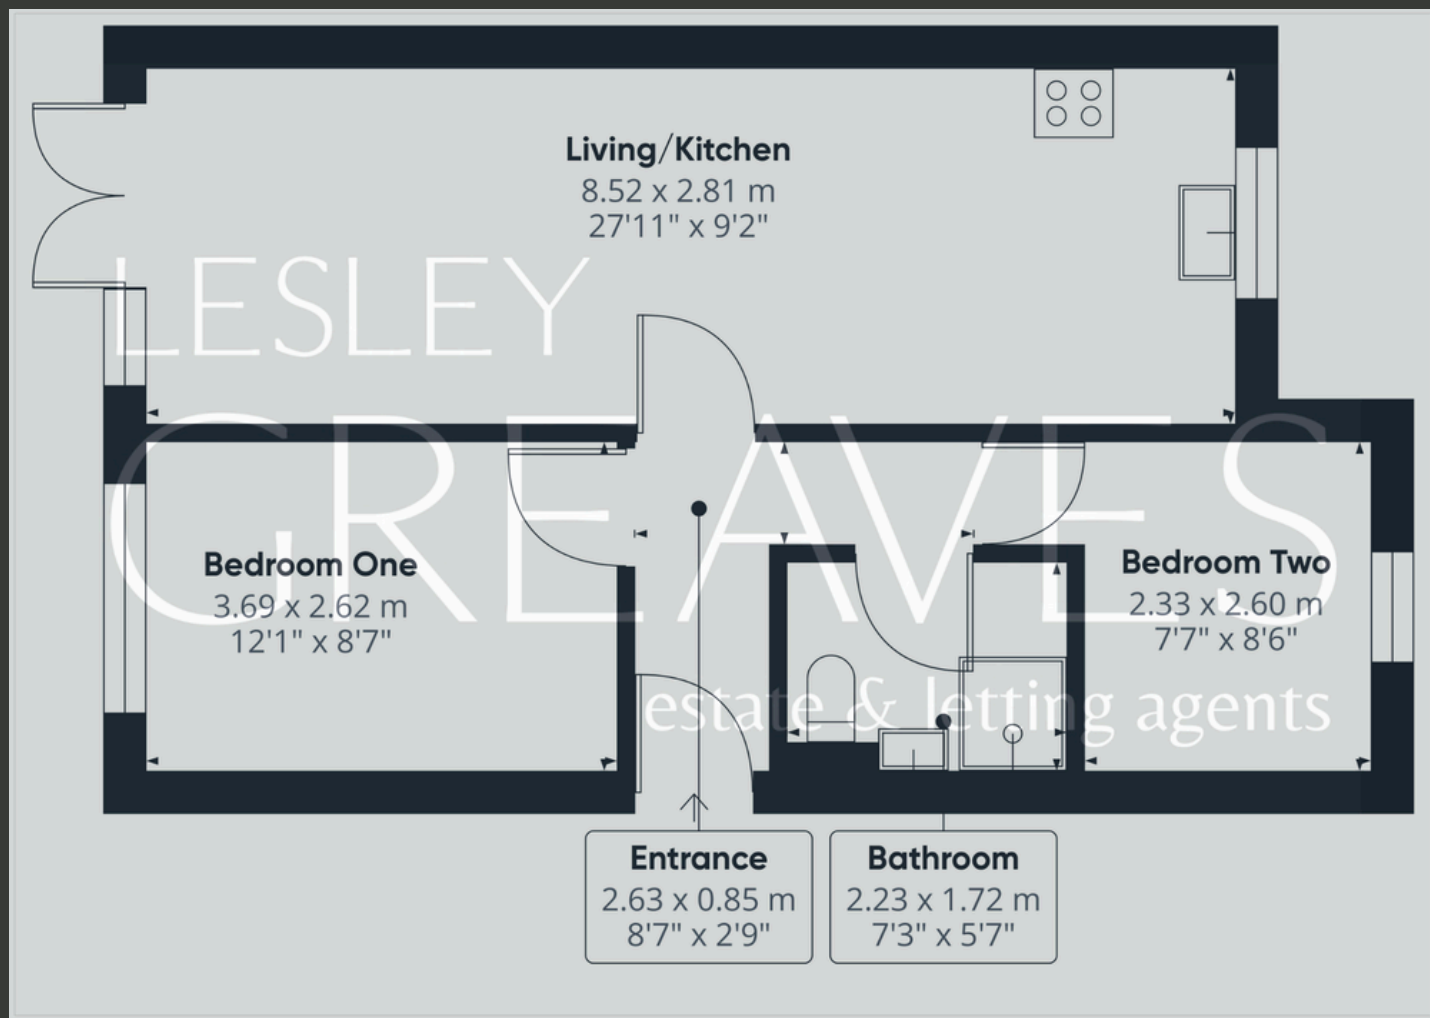 Living/Kitchen
8.52 x 2.81 m
27'11" x 9'2"
LESLEY
GREAVES
estate & letting agents
Bedroom One
3.69 x 2.62 m
12'1" x 8'7"
Bedroom Two
2.33 x 2.60 m
7'7" x 8'6"
Entrance
2.63 x 0.85 m
8'7" x 2'9"
Bathroom
2.23 x 1.72 m
7'3" x 5'7"